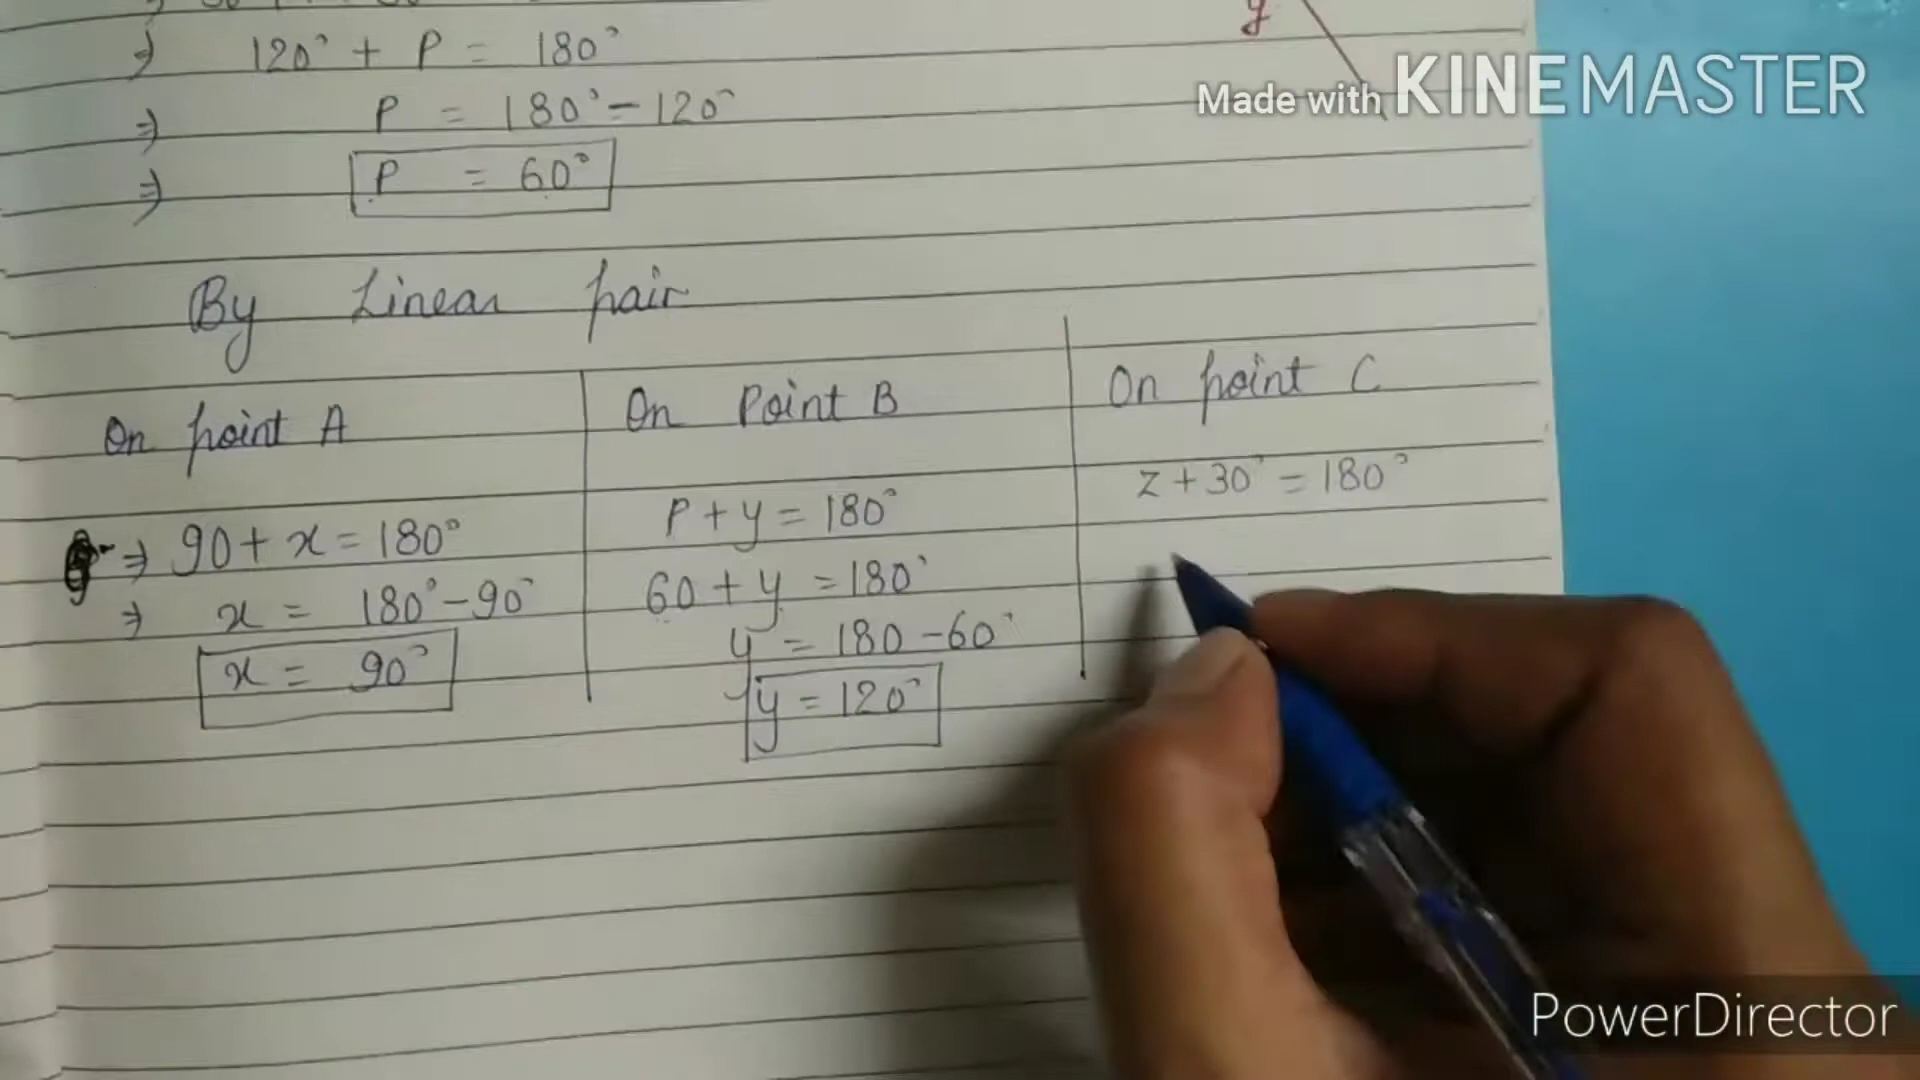 ⇒ 120° + P = 180°
⇒ P = 180° - 120°
⇒ P = 60°
y
Made with KINEMASTER
By Linear pair
On point A
⇒ 90 + x = 180°
⇒ x = 180° - 90°
x = 90°
On Point B
P + y = 180°
60 + y = 180°
y = 180 - 60°
y = 120°
On point C
z + 30° = 180°
PowerDirector